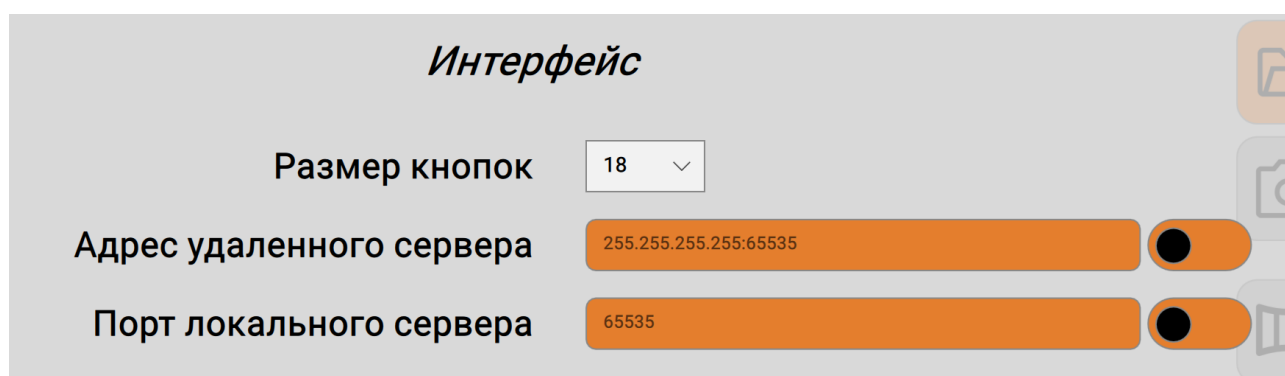 Интерфейс
Размер кнопок 18
Адрес удаленного сервера 255.255.255.255:65535
Порт локального сервера 65535